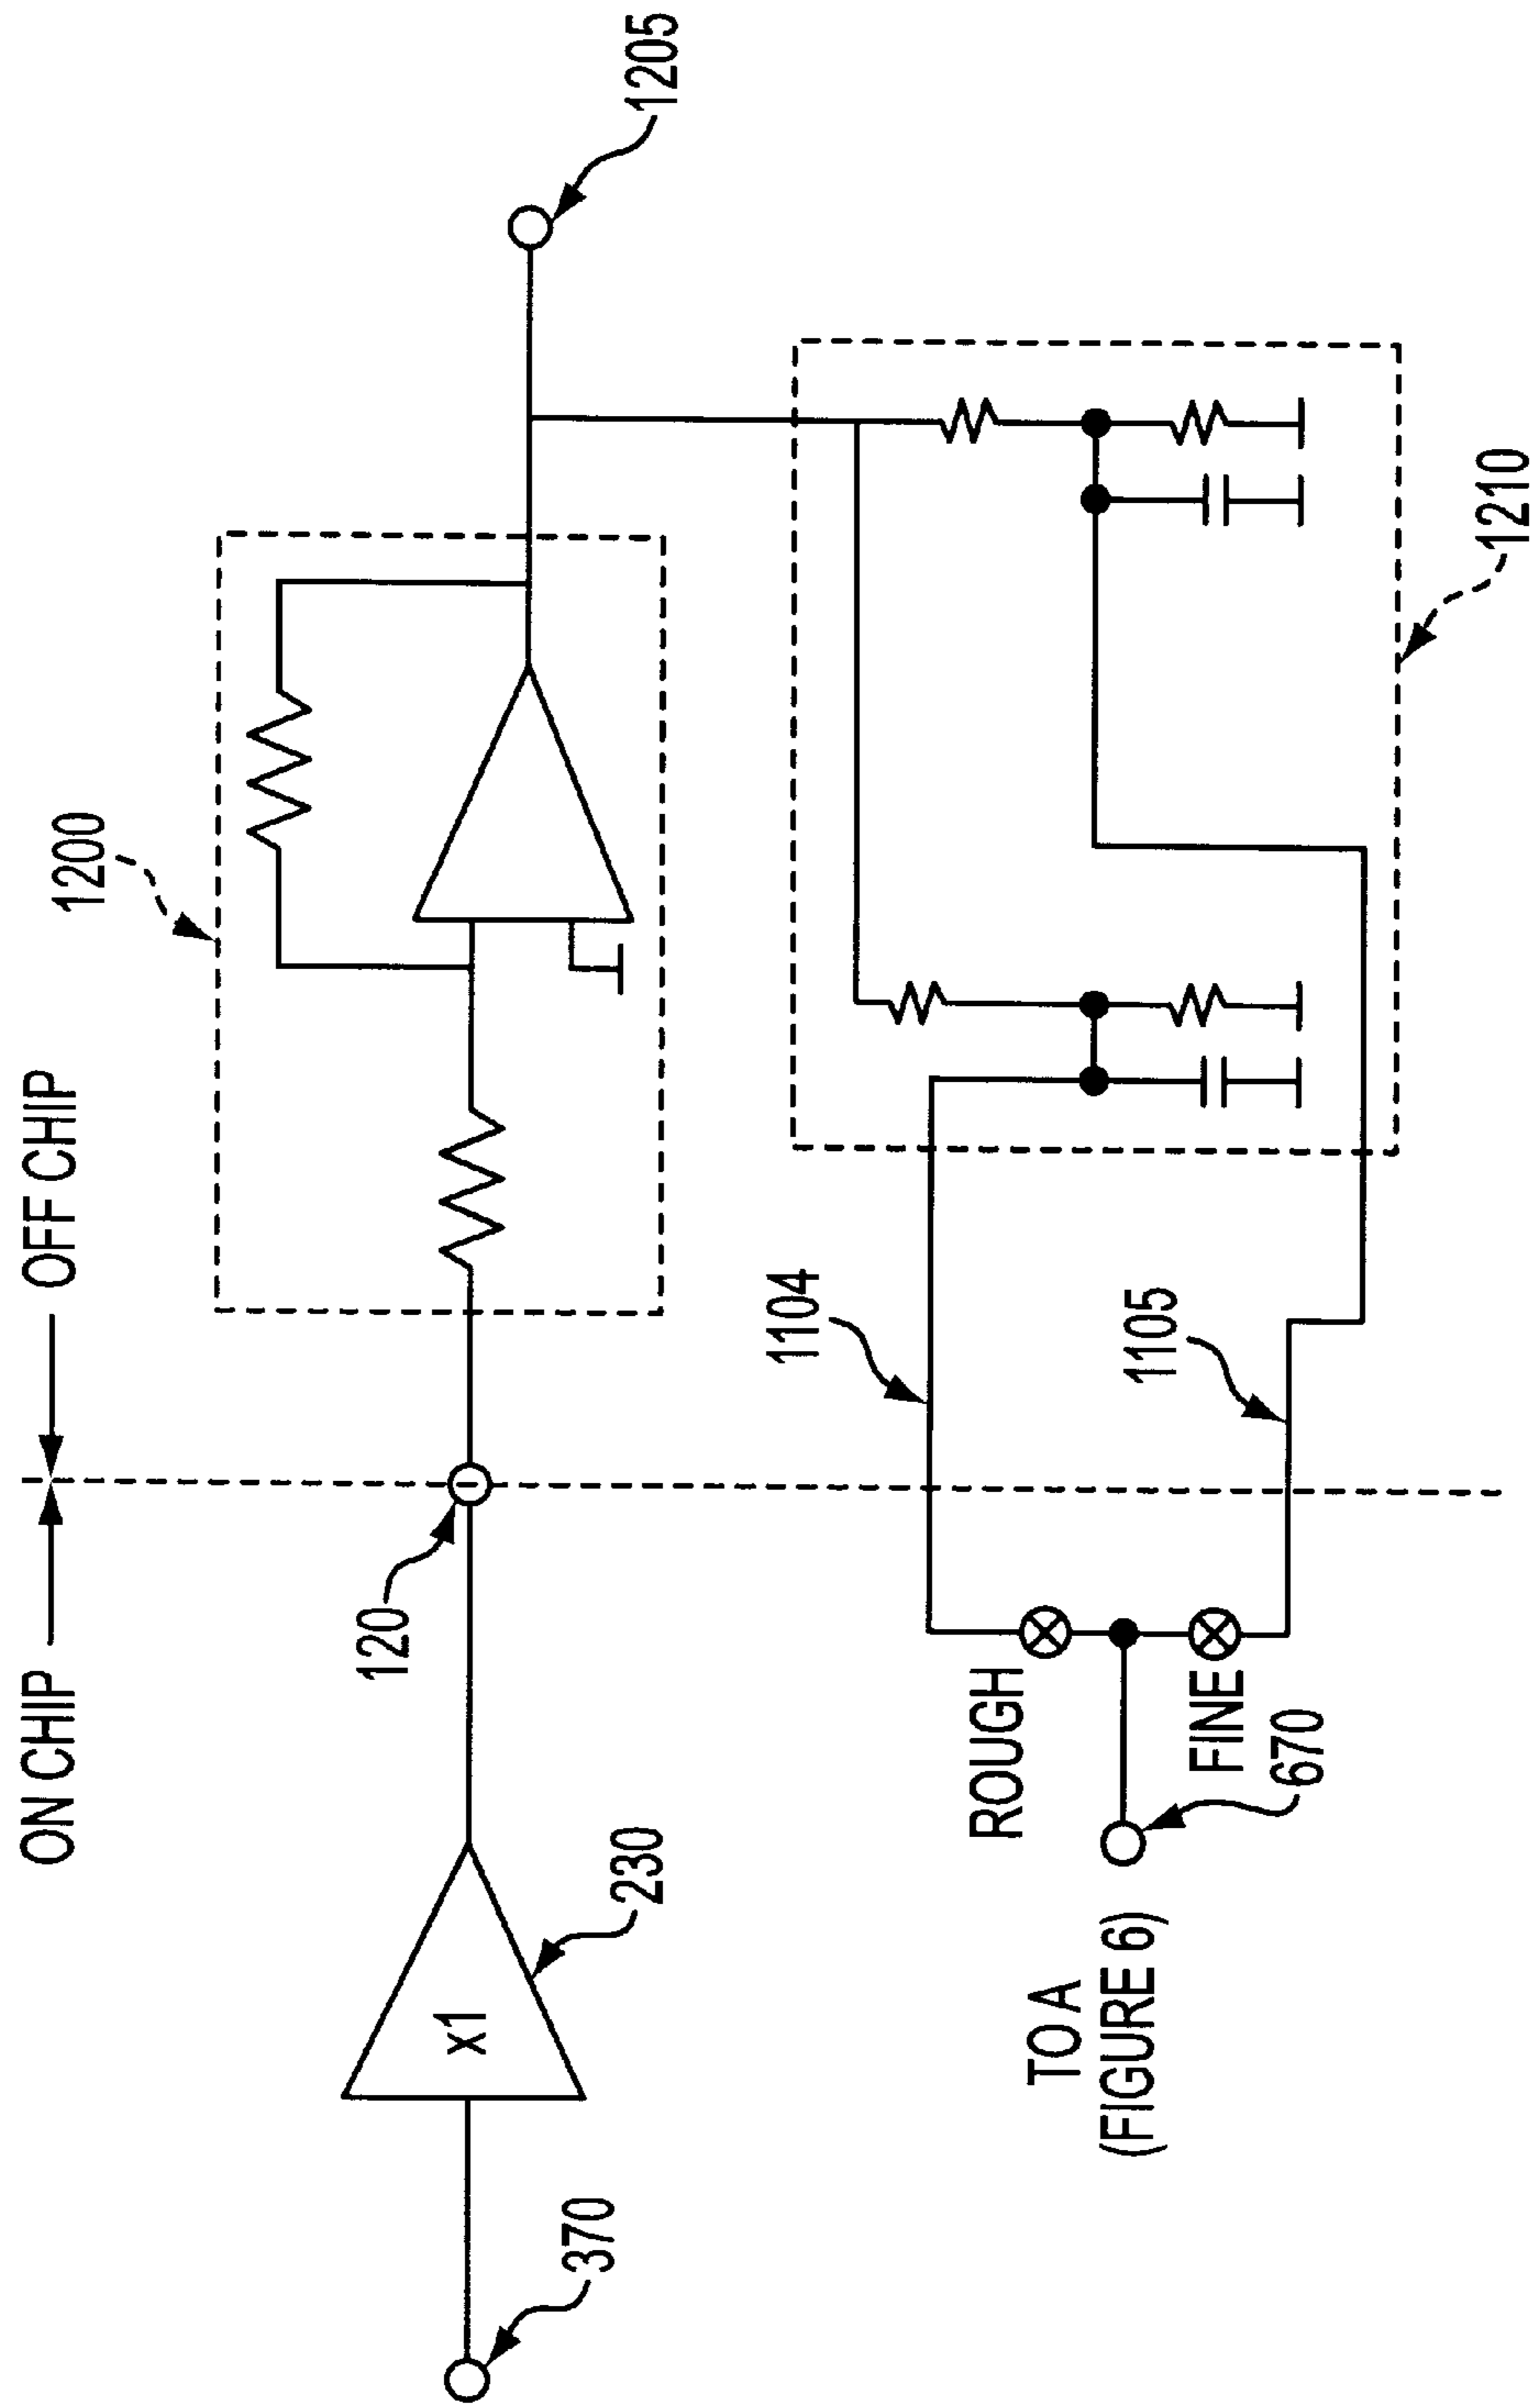 ON CHIP
OFF CHIP
1200
1205
x1
370
230
120
1104
1105
ROUGH
FINE
670
TO A
(FIGURE 6)
1210